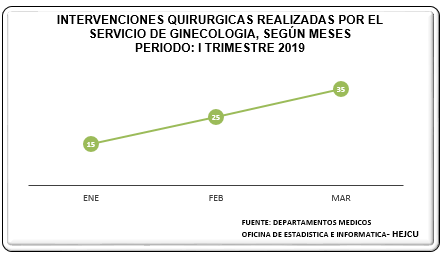 INTERVENCIONES QUIRURGICAS REALIZADAS POR EL
SERVICIO DE GINECOLOGIA, SEGÚN MESES
PERIODO: I TRIMESTRE 2019
35
25
15
ENE FEB MAR
FUENTE: DEPARTAMENTOS MEDICOS
OFICINA DE ESTADISTICA E INFORMATICA- HEJCU